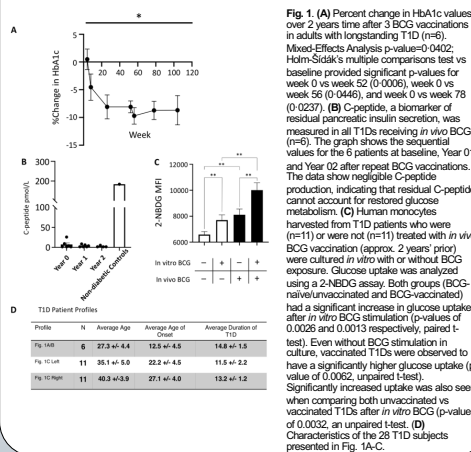 A
*
%Change in HbA1c
5
0
-5
-10
-15
20 40 60 80 100 120
Week
B
C-peptide pmol/L
300
200
100
50
0
Year 0
Year 1
Year 2
Non-diabetic Controls
C
2-NBDG MFI
12000
10000
8000
6000
**
**
**
**
In vitro BCG − + − +
In vivo BCG − − + +
D T1D Patient Profiles
Profile N Average Age Average Age of Onset Average Duration of T1D
Fig. 1A/B 6 27.3 +/- 4.4 12.5 +/- 4.5 14.8 +/- 1.5
Fig. 1C Left 11 35.1 +/- 5.0 22.2 +/- 4.5 11.5 +/- 2.2
Fig. 1C Right 11 40.3 +/-3.9 27.1 +/- 4.0 13.2 +/- 1.2
Fig. 1. (A) Percent change in HbA1c values
over 2 years time after 3 BCG vaccinations
in adults with longstanding T1D (n=6).
Mixed-Effects Analysis p-value=0·0402;
Holm-Šídák's multiple comparisons test vs
baseline provided significant p-values for
week 0 vs week 52 (0·0006), week 0 vs
week 56 (0·0446), and week 0 vs week 78
(0·0237). (B) C-peptide, a biomarker of
residual pancreatic insulin secretion, was
measured in all T1Ds receiving in vivo BCG
(n=6). The graph shows the sequential
values for the 6 patients at baseline, Year 01
and Year 02 after repeat BCG vaccinations.
The data show negligible C-peptide
production, indicating that residual C-peptide
cannot account for restored glucose
metabolism. (C) Human monocytes
harvested from T1D patients who were
(n=11) or were not (n=11) treated with in vivo
BCG vaccination (approx. 2 years' prior)
were cultured in vitro with or without BCG
exposure. Glucose uptake was analyzed
using a 2-NBDG assay. Both groups (BCG-
naïve/unvaccinated and BCG-vaccinated)
had a significant increase in glucose uptake
after in vitro BCG stimulation (p-values of
0.0026 and 0.0013 respectively, paired t-
test). Even without BCG stimulation in
culture, vaccinated T1Ds were observed to
have a significantly higher glucose uptake (p
value of 0.0062, unpaired t-test).
Significantly increased uptake was also seen
when comparing both unvaccinated vs
vaccinated T1Ds after in vitro BCG (p-value
of 0.0032, an unpaired t-test). (D)
Characteristics of the 28 T1D subjects
presented in Fig. 1A-C.